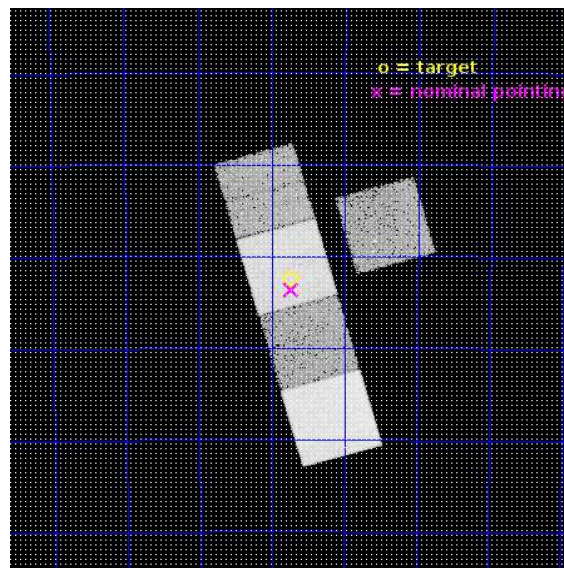 o = target
x = nominal pointing